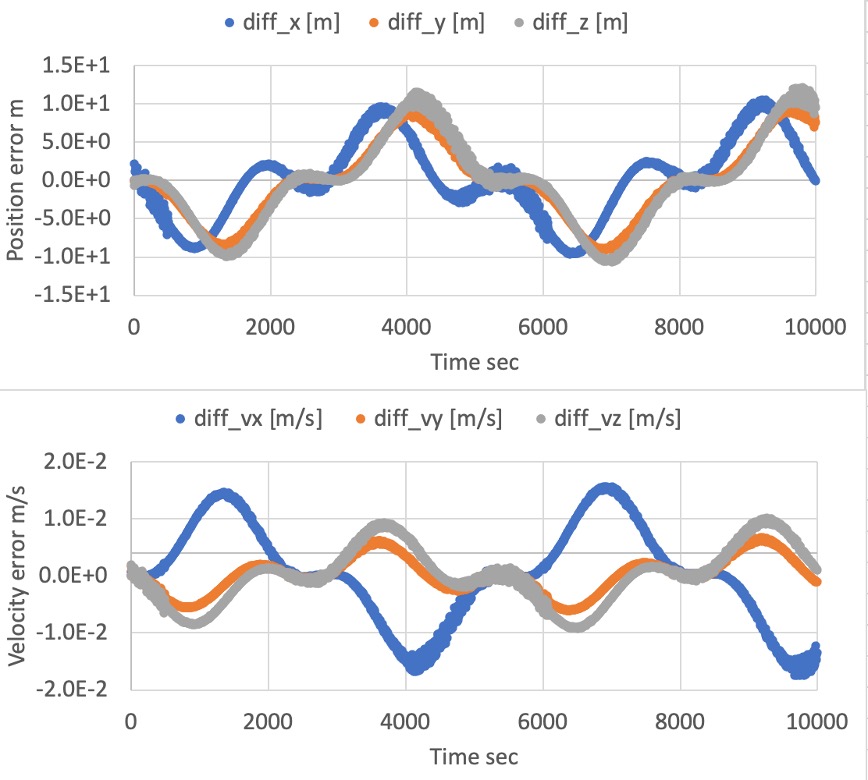 diff_x [m] diff_y [m] diff_z [m]
1.5E+1
1.0E+1
5.0E+0
0.0E+0
-5.0E+0
-1.0E+1
-1.5E+1
Position error m
0 2000 4000 6000 8000 10000
Time sec
diff_vx [m/s] diff_vy [m/s] diff_vz [m/s]
2.0E-2
1.0E-2
0.0E+0
-1.0E-2
-2.0E-2
Velocity error m/s
0 2000 4000 6000 8000 10000
Time sec